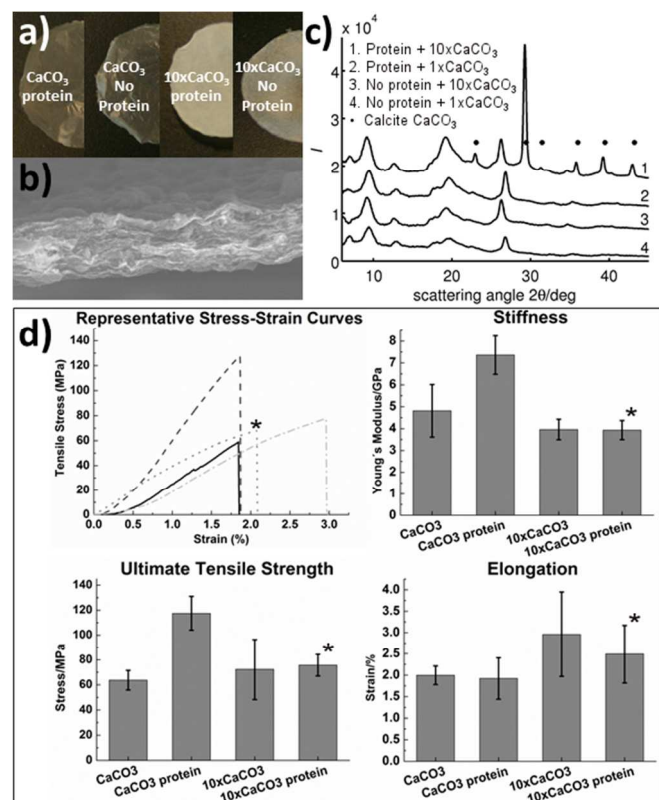 a)
CaCO₃
protein
CaCO₃
No
Protein
10xCaCO₃
protein
10xCaCO₃
No
Protein
b)
c)
x 10⁴
1. Protein + 10xCaCO₃
2. Protein + 1xCaCO₃
3. No protein + 10xCaCO₃
4. No protein + 1xCaCO₃
• Calcite CaCO₃
I
4
3
2
1
0
1
2
3
4
10
20
30
40
scattering angle 2θ/deg
d)
Representative Stress-Strain Curves
Tensile Stress (MPa)
140
120
100
80
60
40
20
0
*
0.0
0.5
1.0
1.5
2.0
2.5
3.0
Strain (%)
Stiffness
Young's Modulus/GPa
8
7
6
5
4
3
2
1
0
*
CaCO3
CaCO3 protein
10xCaCO3
10xCaCO3 protein
Ultimate Tensile Strength
Stress/MPa
140
120
100
80
60
40
20
0
*
CaCO3
CaCO3 protein
10xCaCO3
10xCaCO3 protein
Elongation
Strain/%
4.0
3.5
3.0
2.5
2.0
1.5
1.0
0.5
0.0
*
CaCO3
CaCO3 protein
10xCaCO3
10xCaCO3 protein